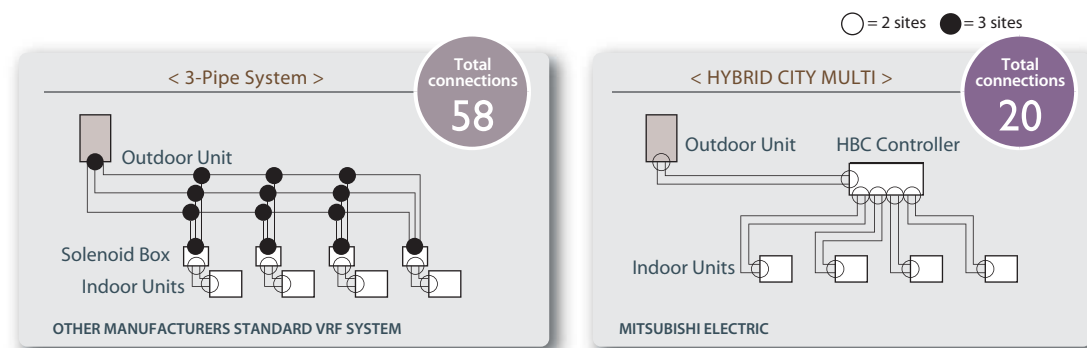 = 2 sites = 3 sites
< 3-Pipe System >
Total
connections
58
Outdoor Unit
Solenoid Box
Indoor Units
OTHER MANUFACTURERS STANDARD VRF SYSTEM
< HYBRID CITY MULTI >
Total
connections
20
Outdoor Unit
HBC Controller
Indoor Units
MITSUBISHI ELECTRIC